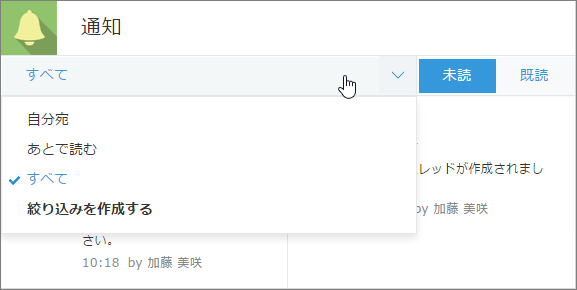 通知
すべて
未読
既読
自分宛
あとで読む
すべて
絞り込みを作成する
レッドが作成されまし
by 加藤 美咲
さい。
10:18 by 加藤 美咲